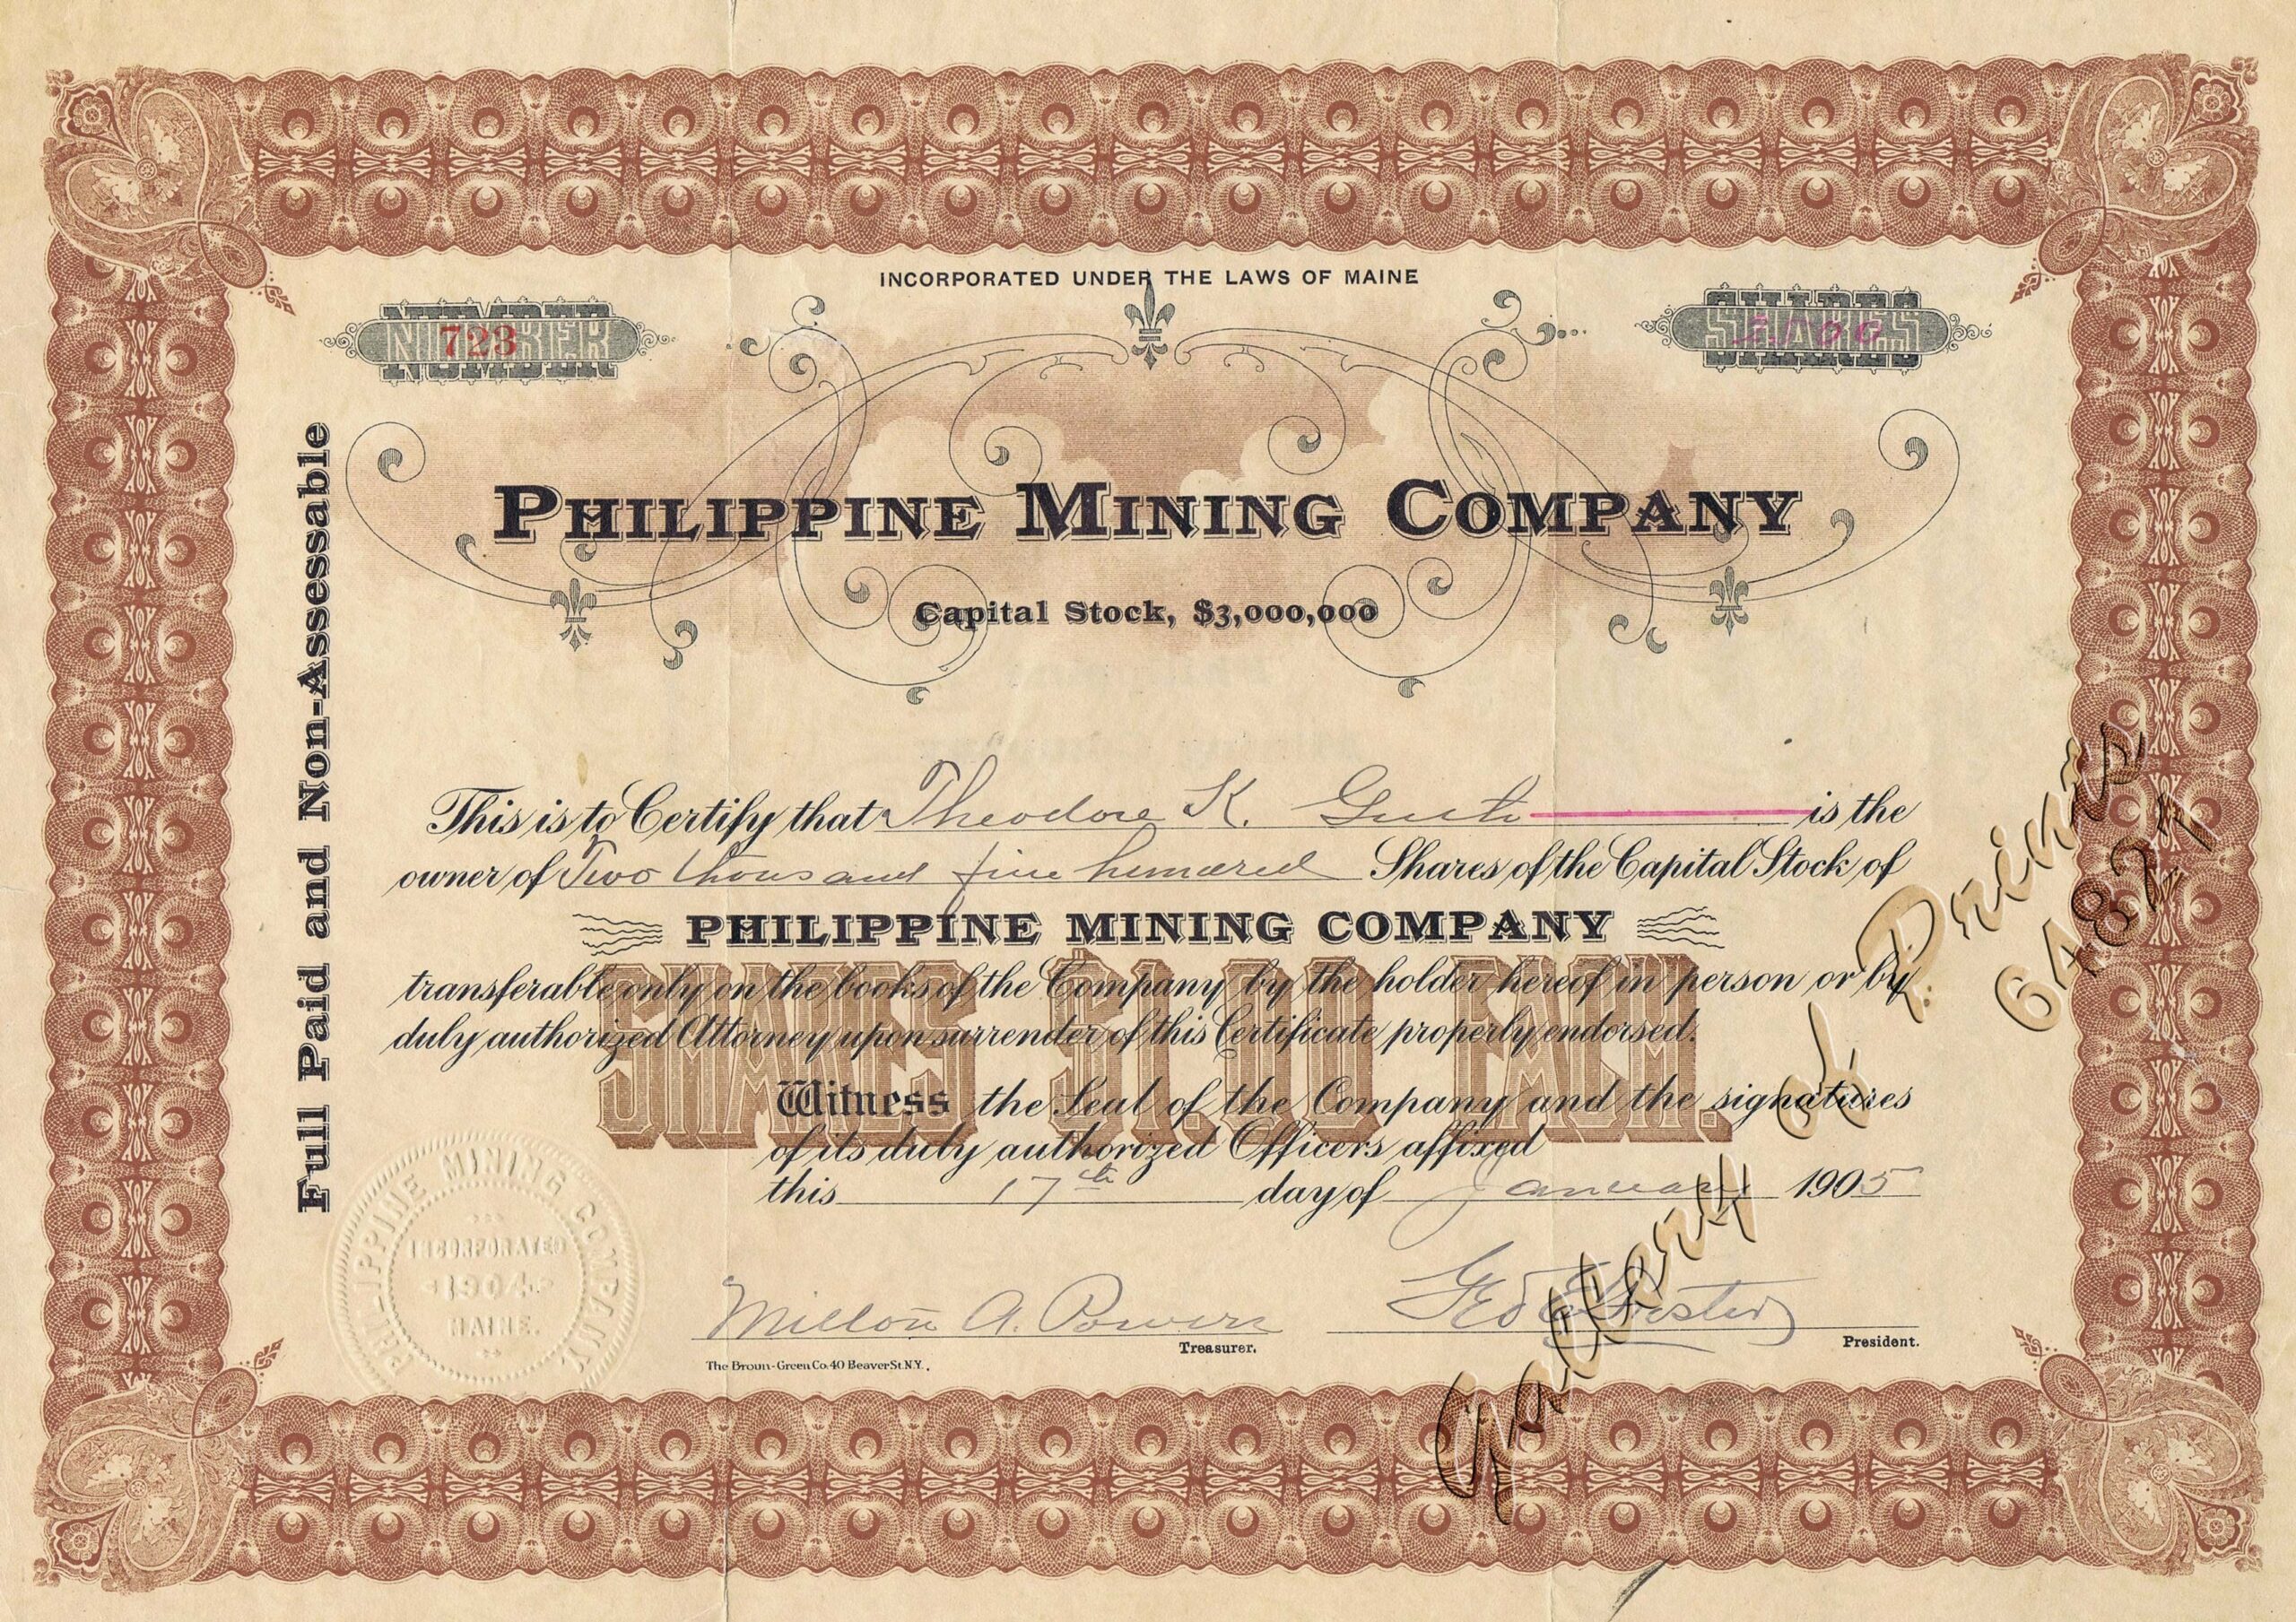 INCORPORATED UNDER THE LAWS OF MAINE
NUMBER
723
SHARES
PHILIPPINE MINING COMPANY
Capital Stock, $3,000,000
Full Paid and Non-Assessable
This is to Certify that Theodore K. is the
owner of Two thousand five hundred Shares of the Capital Stock of
PHILIPPINE MINING COMPANY
SHARES $1.00 EACH.
transferable only on the books of the Company by the holder hereof in person or by
duly authorized Attorney upon surrender of this Certificate properly endorsed.
Witness the Seal of the Company and the signatures
of its duly authorized Officers affixed
this 17th day of January 1905
PHILIPPINE MINING COMPANY
INCORPORATED
1904
MAINE.
Milton A. Powers
Treasurer.
President.
The Broun-Green Co. 40 Beaver St. N.Y.
Gallery of Prints
64827